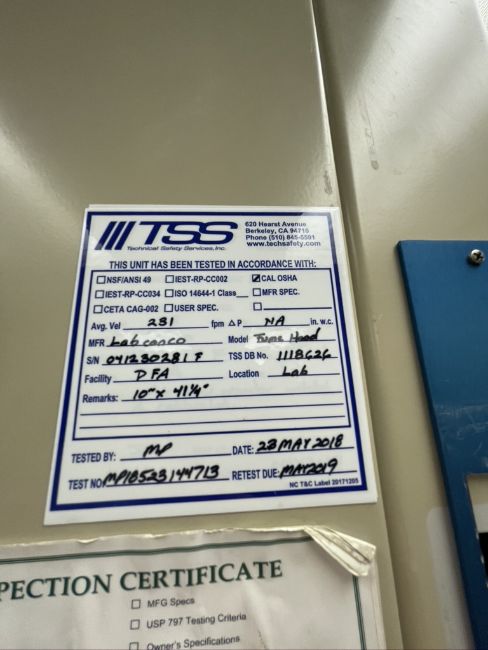 TSS
Technical Safety Services, Inc.
620 Hearst Avenue
Berkeley, CA 94710
Phone (510) 845-5591
www.techsafety.com
THIS UNIT HAS BEEN TESTED IN ACCORDANCE WITH:
☐ NSF/ANSI 49 ☐ IEST-RP-CC002 ☑ CAL OSHA
☐ IEST-RP-CC034 ☐ ISO 14644-1 Class ☐ MFR SPEC.
☐ CETA CAG-002 ☐ USER SPEC. ☐
Avg. Vel 231 fpm Δ P NA in. w.c.
MFR Labconco Model Fume Hood
S/N 041230281 F TSS DB No. 1118626
Facility DFA Location Lab
Remarks: 10" x 41¼"
TESTED BY: MP DATE: 23 MAY 2018
TEST NO. MP18523144713 RETEST DUE: MAY2019
NC T&C Label 20171205
PECTION CERTIFICATE
☐ MFG Specs
☐ USP 797 Testing Criteria
☐ Owner's Specifications